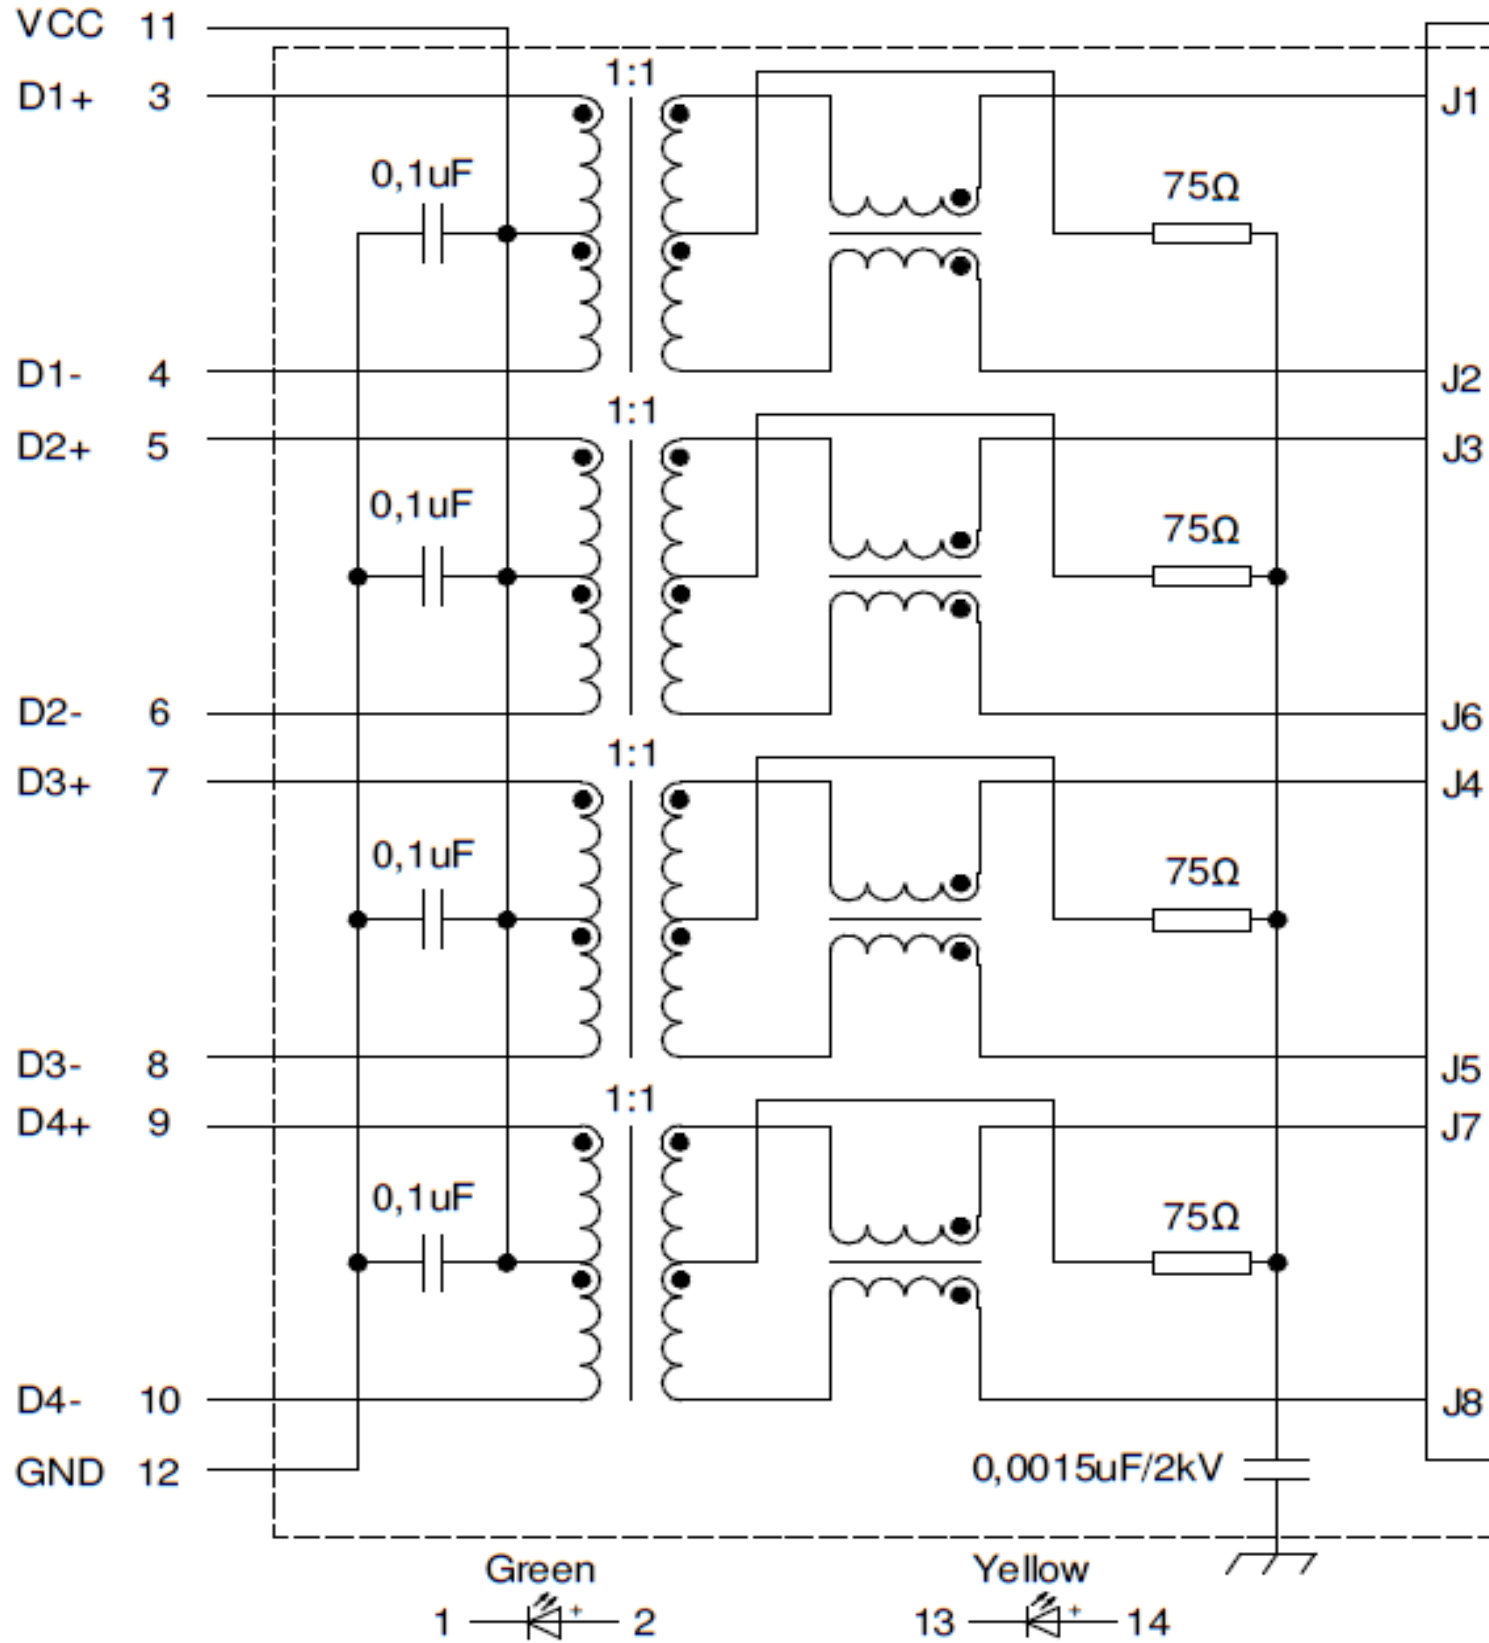 VCC 11
1:1
D1+ 3
J1
0,1uF
75Ω
D1- 4
J2
1:1
D2+ 5
J3
0,1uF
75Ω
D2- 6
J6
1:1
D3+ 7
J4
0,1uF
75Ω
D3- 8
J5
1:1
D4+ 9
J7
0,1uF
75Ω
D4- 10
J8
GND 12
0,0015uF/2kV
Green
Yellow
1 + 2
13 + 14